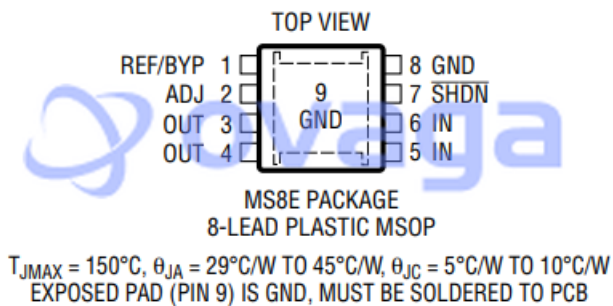 TOP VIEW
REF/BYP 1
ADJ 2
OUT 3
OUT 4
9
GND
8 GND
7 SHDN
6 IN
5 IN
ovaga
MS8E PACKAGE
8-LEAD PLASTIC MSOP
TJMAX = 150°C, θJA = 29°C/W TO 45°C/W, θJC = 5°C/W TO 10°C/W
EXPOSED PAD (PIN 9) IS GND, MUST BE SOLDERED TO PCB